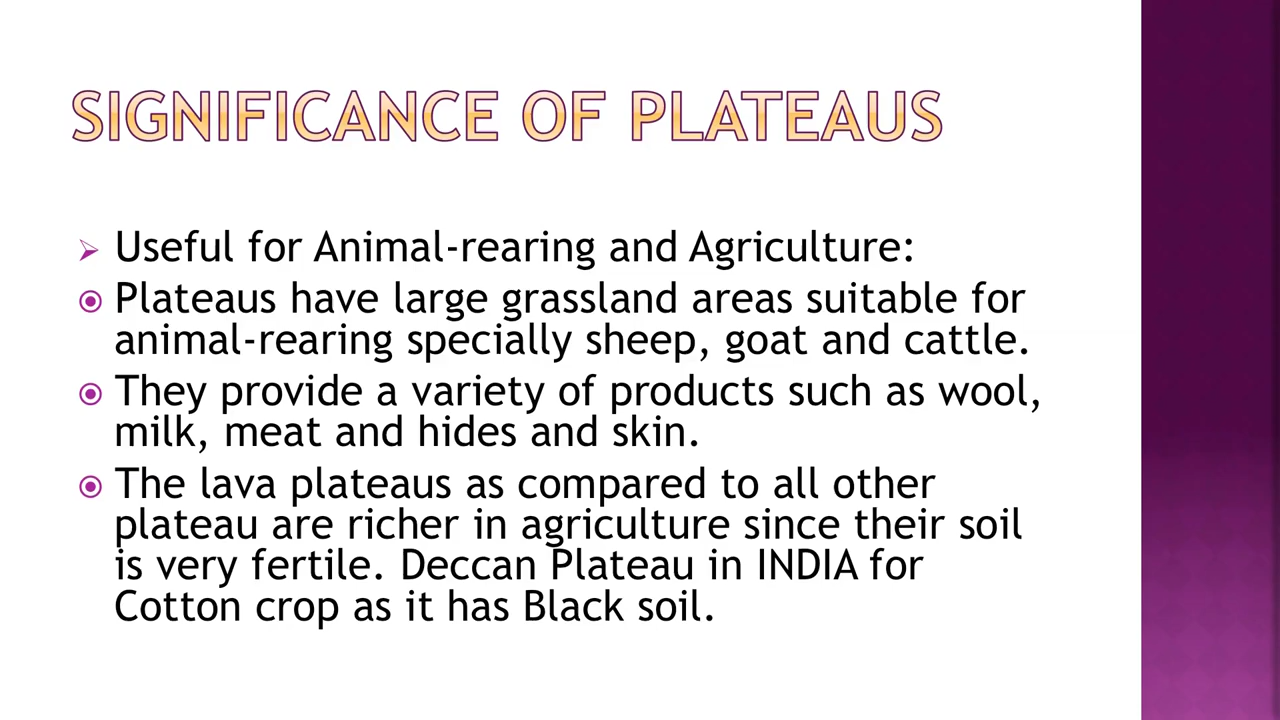 SIGNIFICANCE OF PLATEAUS
Useful for Animal-rearing and Agriculture:
Plateaus have large grassland areas suitable for
animal-rearing specially sheep, goat and cattle.
They provide a variety of products such as wool,
milk, meat and hides and skin.
The lava plateaus as compared to all other
plateau are richer in agriculture since their soil
is very fertile. Deccan Plateau in INDIA for
Cotton crop as it has Black soil.